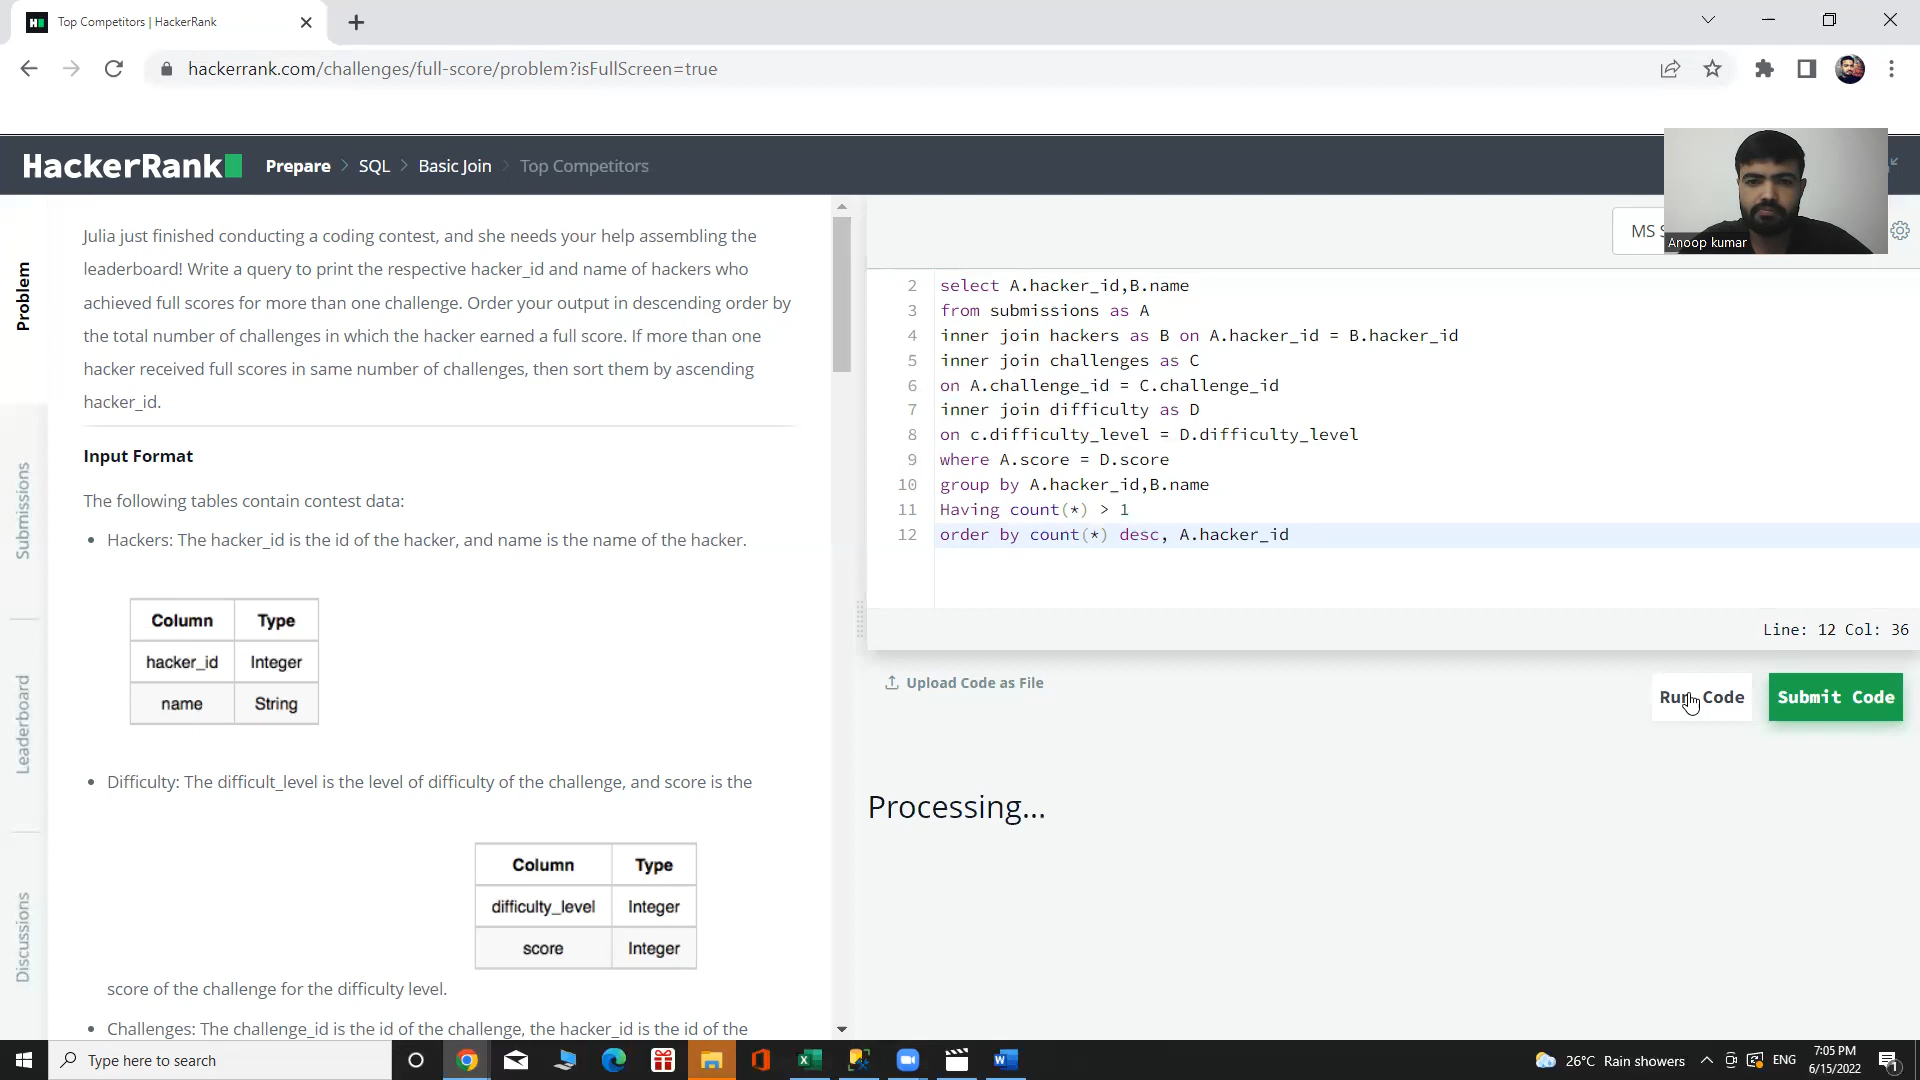 Top Competitors | HackerRank
hackerrank.com/challenges/full-score/problem?isFullScreen=true
HackerRank
Prepare > SQL > Basic Join > Top Competitors
Anoop kumar
Problem
Submissions
Leaderboard
Discussions
Julia just finished conducting a coding contest, and she needs your help assembling the
leaderboard! Write a query to print the respective hacker_id and name of hackers who
achieved full scores for more than one challenge. Order your output in descending order by
the total number of challenges in which the hacker earned a full score. If more than one
hacker received full scores in same number of challenges, then sort them by ascending
hacker_id.
Input Format
The following tables contain contest data:
• Hackers: The hacker_id is the id of the hacker, and name is the name of the hacker.
Column Type
hacker_id Integer
name String
• Difficulty: The difficult_level is the level of difficulty of the challenge, and score is the
Column Type
difficulty_level Integer
score Integer
score of the challenge for the difficulty level.
• Challenges: The challenge_id is the id of the challenge, the hacker_id is the id of the
MS
2 select A.hacker_id,B.name
3 from submissions as A
4 inner join hackers as B on A.hacker_id = B.hacker_id
5 inner join challenges as C
6 on A.challenge_id = C.challenge_id
7 inner join difficulty as D
8 on c.difficulty_level = D.difficulty_level
9 where A.score = D.score
10 group by A.hacker_id,B.name
11 Having count(*) > 1
12 order by count(*) desc, A.hacker_id
Line: 12 Col: 36
Upload Code as File
Run Code
Submit Code
Processing...
Type here to search
26°C Rain showers
ENG
7:05 PM
6/15/2022
1